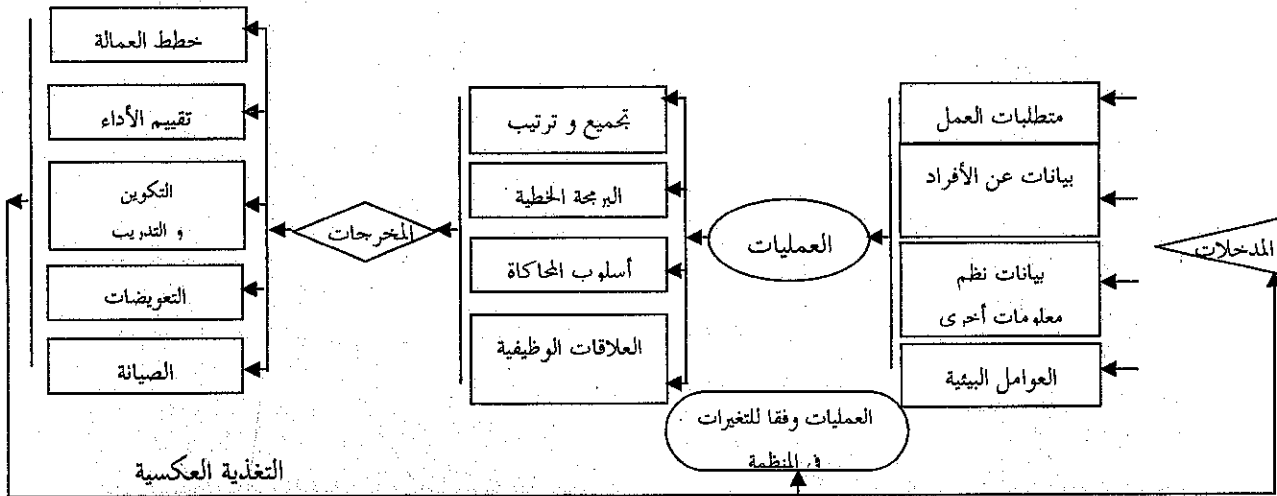 المدخلات
متطلبات العمل
بيانات عن الأفراد
بيانات نظم
معلومات أخرى
العوامل البيئية
العمليات
العمليات وفقا للتغيرات
في المنظمة
تجميع و ترتيب
البرمجة الخطية
أسلوب المحاكاة
العلاقات الوظيفية
المخرجات
خطط العمالة
تقييم الأداء
التكوين
و التدريب
التعويضات
الصيانة
التغذية العكسية